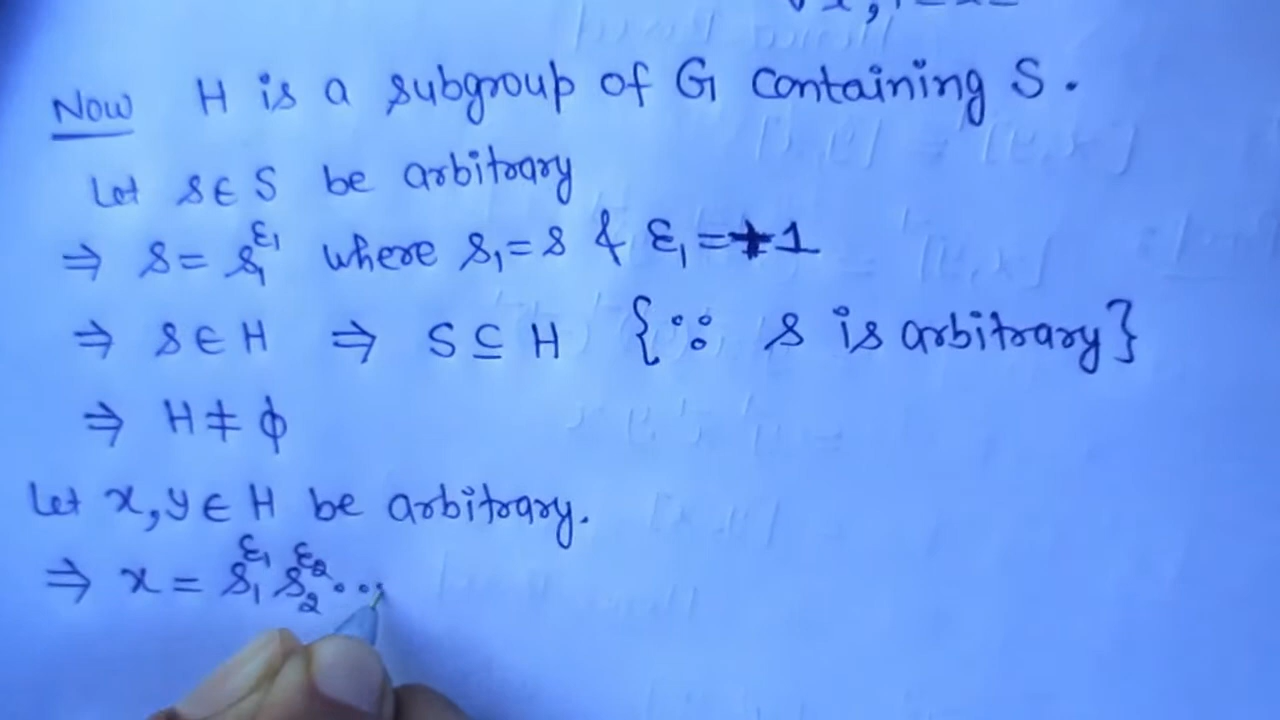 Now H is a subgroup of G containing S.
Let s ∈ S be arbitrary
⇒ s = s₁^ε₁ where s₁ = s & ε₁ = 1
⇒ s ∈ H ⇒ S ⊆ H {∵ s is arbitrary}
⇒ H ≠ ϕ
Let x, y ∈ H be arbitrary.
⇒ x = s₁^ε₁ s₂^ε₂ ...